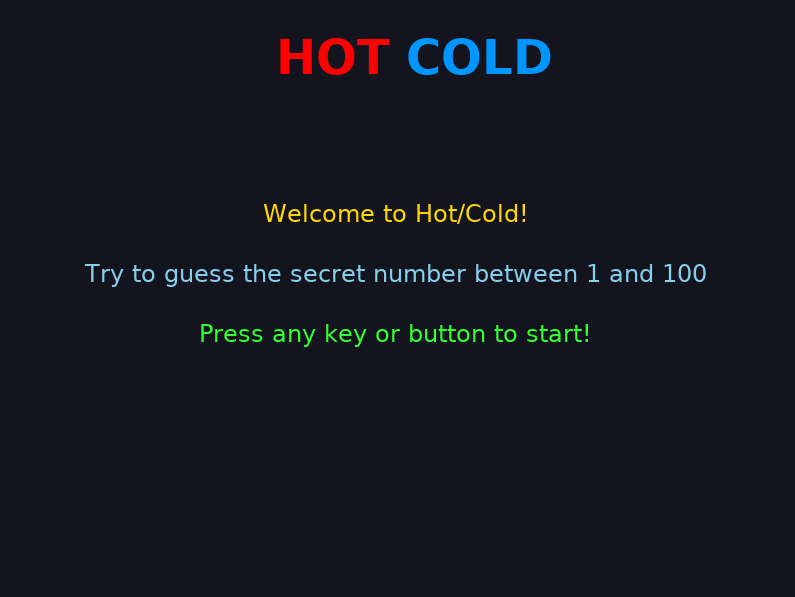 HOT COLD
Welcome to Hot/Cold!
Try to guess the secret number between 1 and 100
Press any key or button to start!